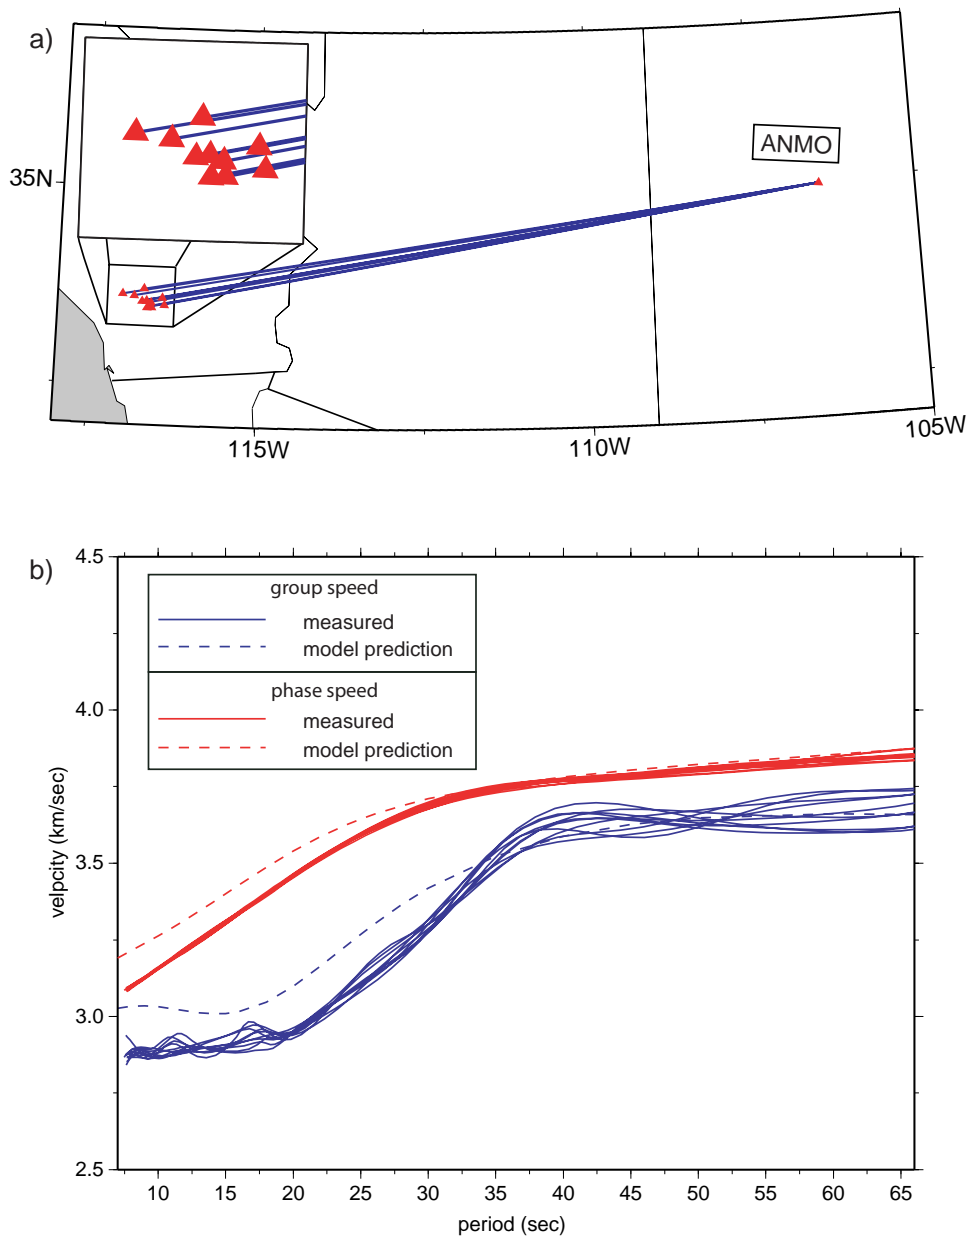 a)
ANMO
35N
115W
110W
105W
b)
4.5
4.0
3.5
3.0
2.5
velpcity (km/sec)
group speed
measured
model prediction
phase speed
measured
model prediction
10 15 20 25 30 35 40 45 50 55 60 65
period (sec)